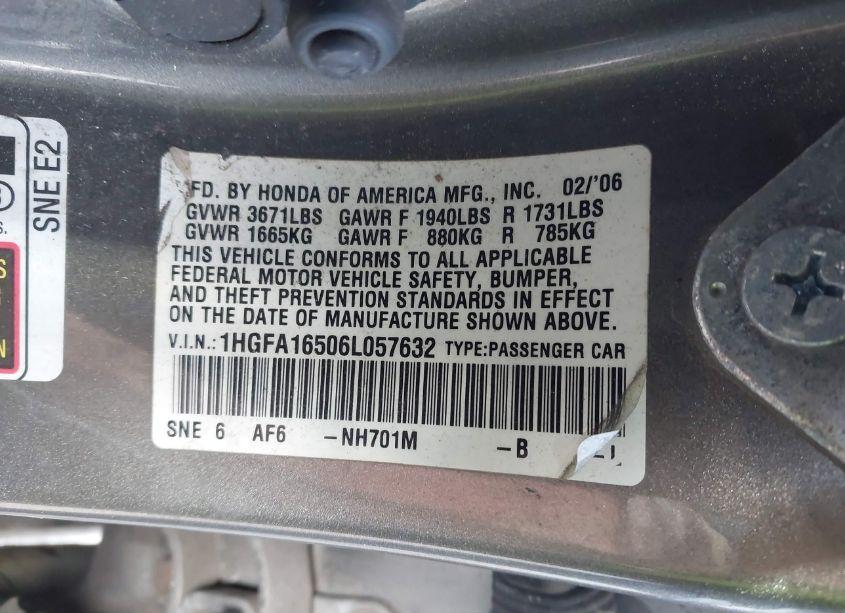 SNE E2
S
N
FD. BY HONDA OF AMERICA MFG., INC. 02/'06
GVWR 3671LBS GAWR F 1940LBS R 1731LBS
GVWR 1665KG GAWR F 880KG R 785KG
THIS VEHICLE CONFORMS TO ALL APPLICABLE
FEDERAL MOTOR VEHICLE SAFETY, BUMPER,
AND THEFT PREVENTION STANDARDS IN EFFECT
ON THE DATE OF MANUFACTURE SHOWN ABOVE.
V.I.N.: 1HGFA16506L057632 TYPE:PASSENGER CAR
SNE 6 AF6 -NH701M -B